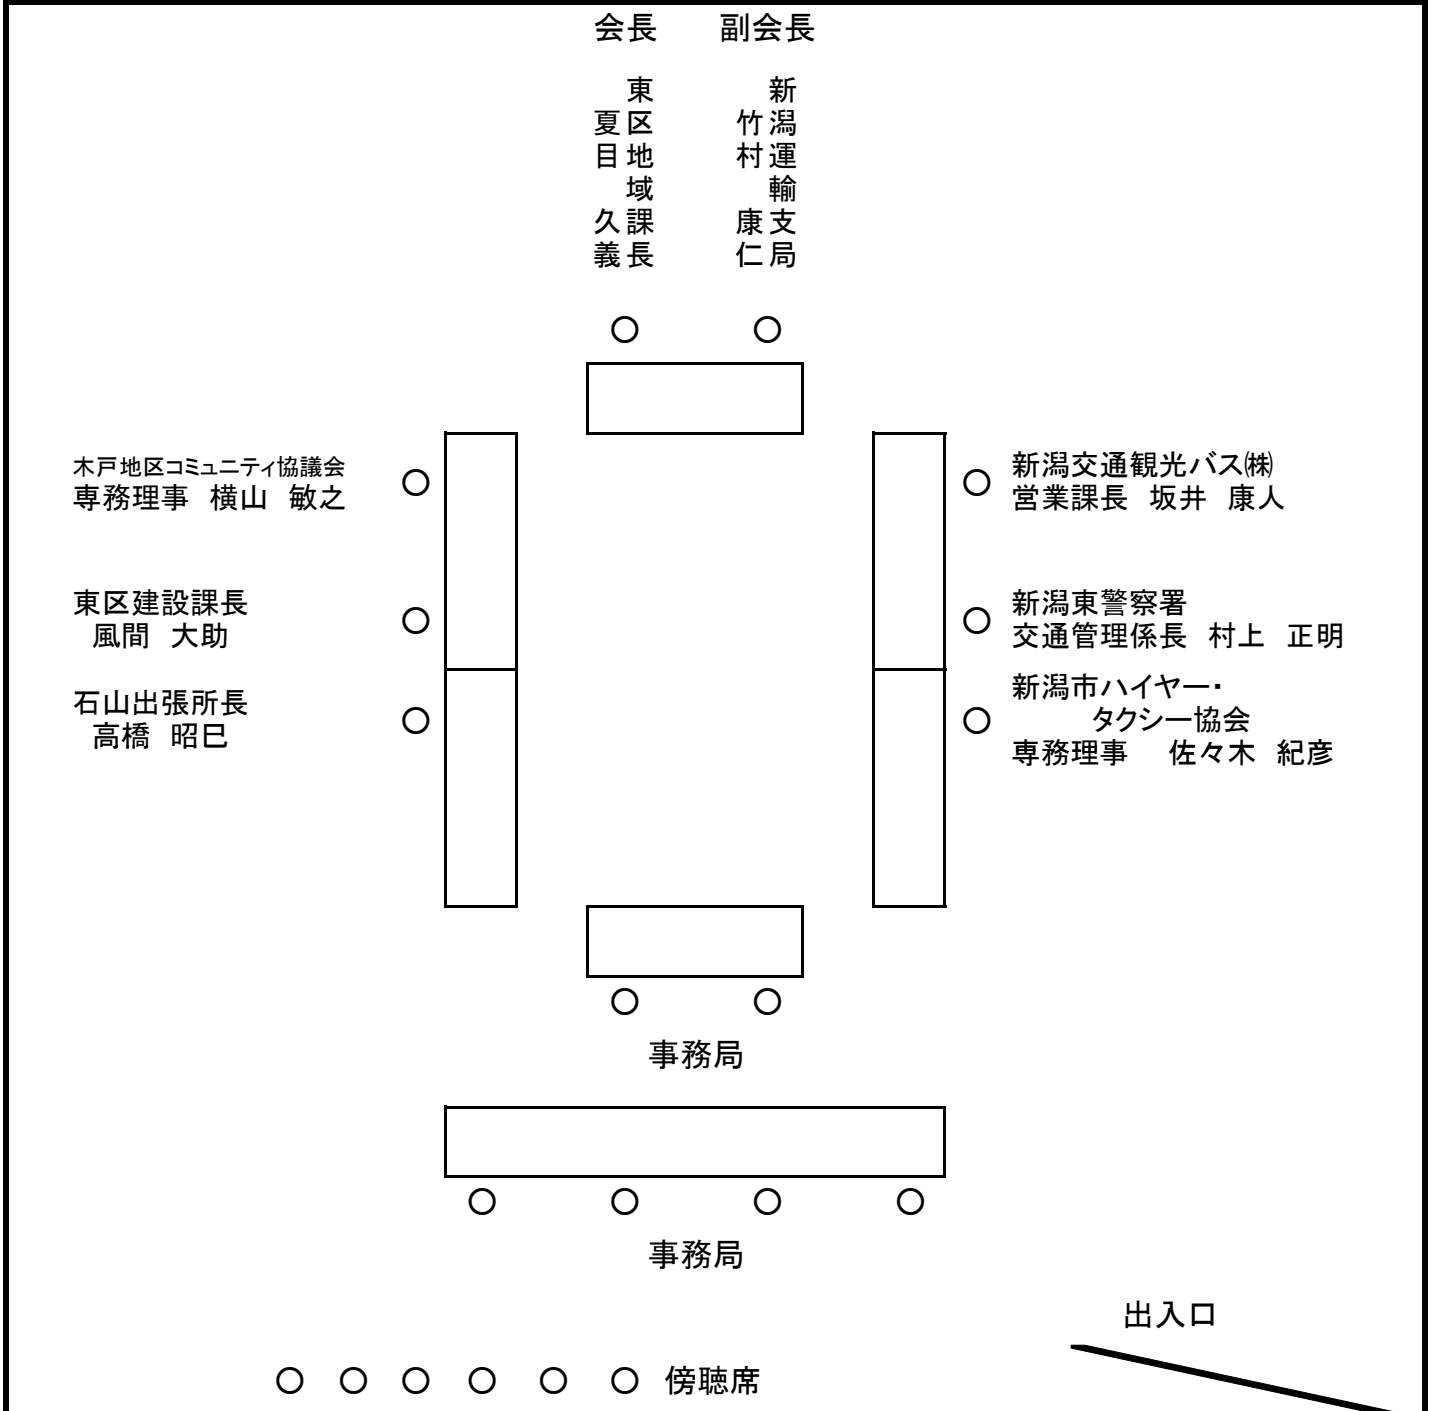 会長　副会長
東区地域課長
夏目　久義
新潟運輸支局
竹村　康仁
木戸地区コミュニティ協議会
専務理事　横山　敏之
東区建設課長
風間　大助
石山出張所長
高橋　昭巳
新潟交通観光バス㈱
営業課長　坂井　康人
新潟東警察署
交通管理係長　村上　正明
新潟市ハイヤー・
タクシー協会
専務理事　佐々木　紀彦
事務局
事務局
出入口
傍聴席